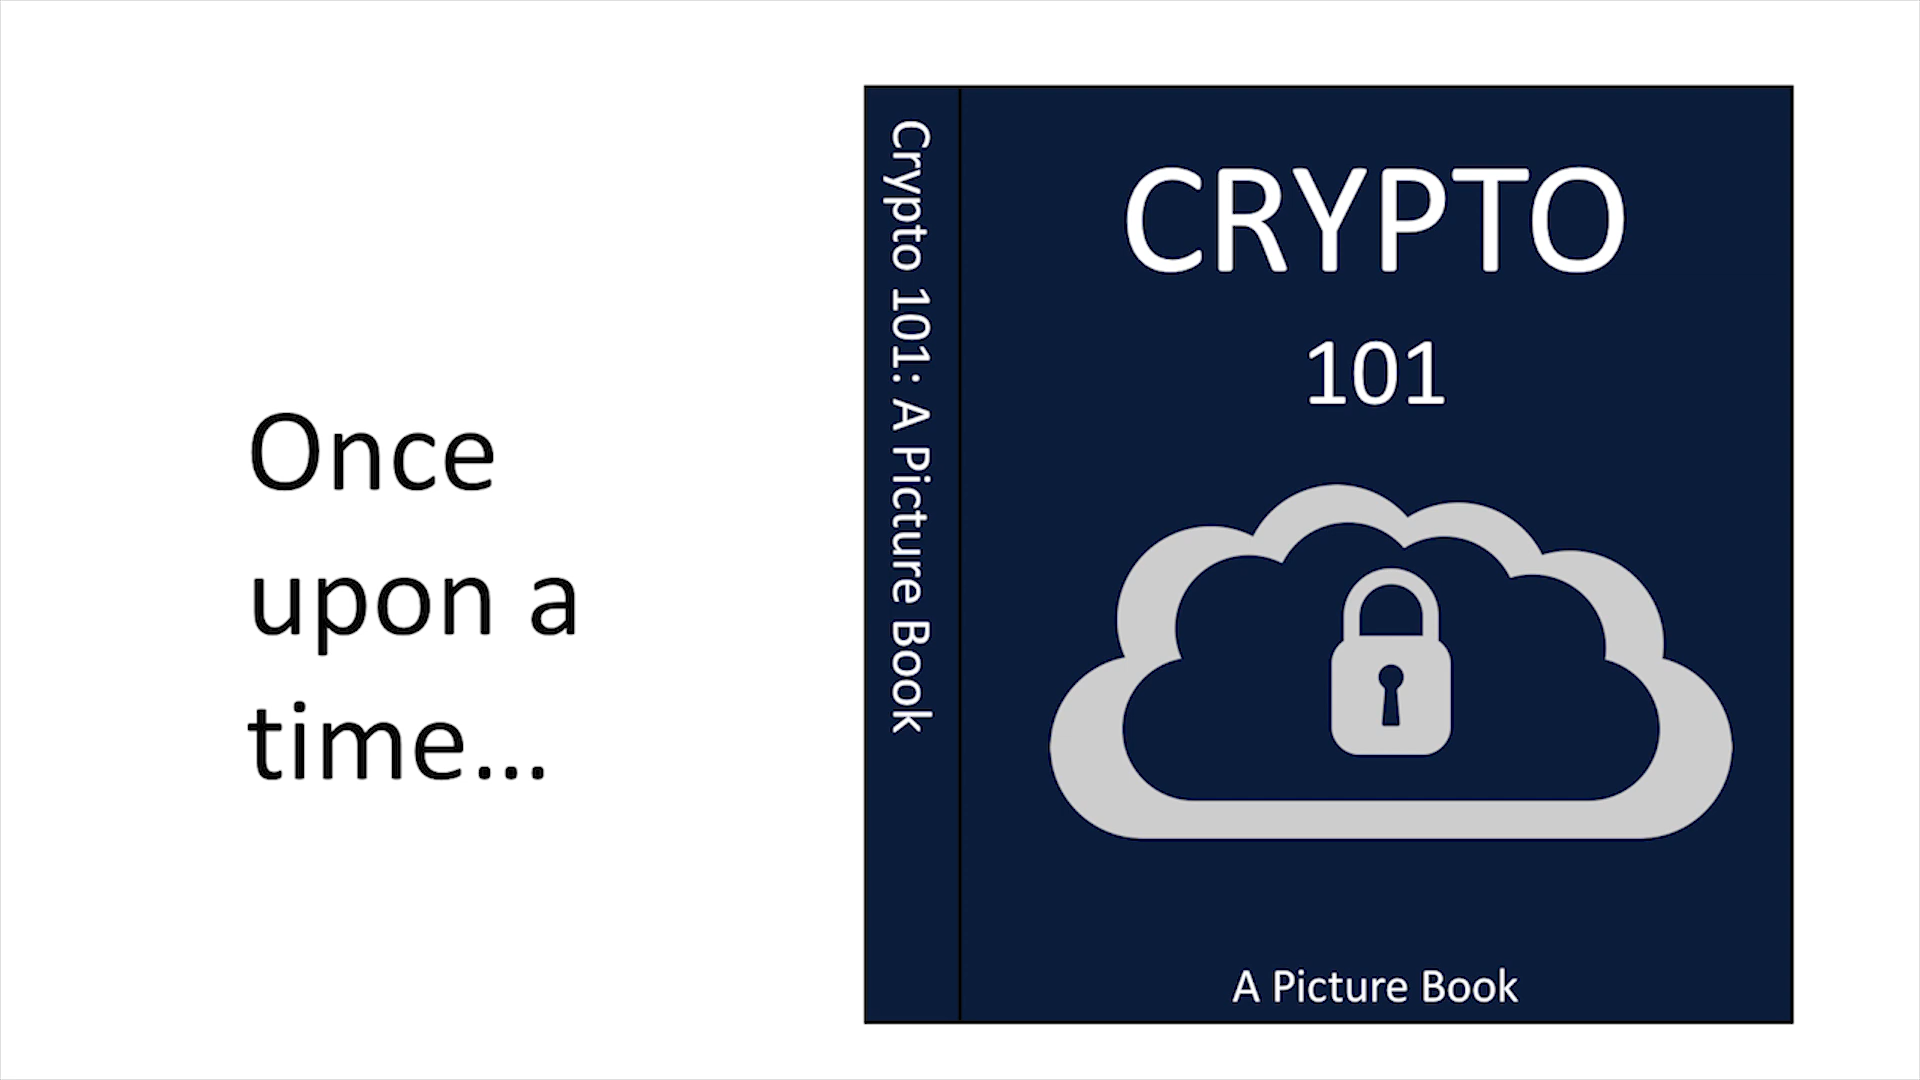 Once
upon a
time...
Crypto 101: A Picture Book
CRYPTO
101
A Picture Book